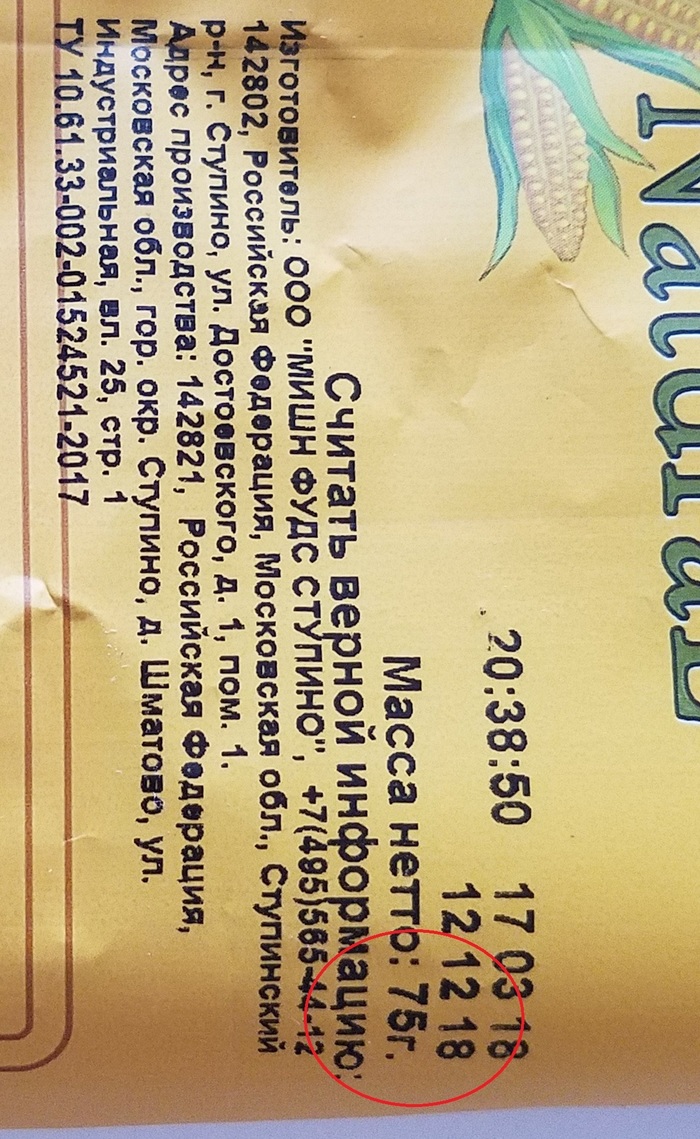 NaturaL
20:38:50 17 03 18
12 12 18
Масса нетто: 75г.
Считать верной информацию:
Изготовитель: ООО "МИШН ФУДС СТУПИНО", +7(495)565-44-12
142802, Российская Федерация, Московская обл., Ступинский
р-н, г. Ступино, ул. Достоевского, д. 1, пом. 1.
Адрес производства: 142821, Российская Федерация,
Московская обл., гор. окр. Ступино, д. Шматово, ул.
Индустриальная, вл. 25, стр. 1
ТУ 10.61.33-002-01524521-2017